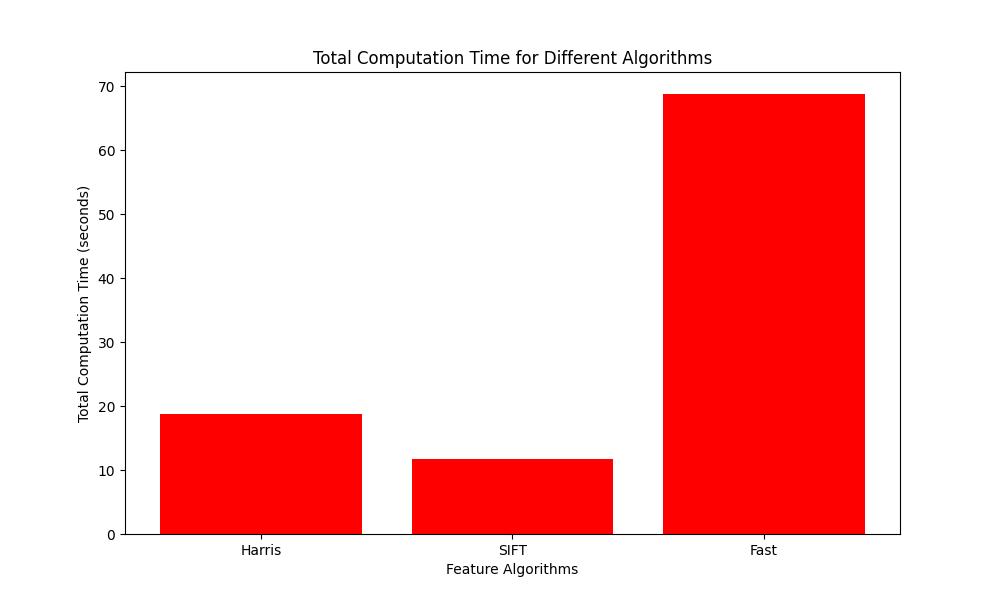 Total Computation Time for Different Algorithms
Total Computation Time (seconds)
70
60
50
40
30
20
10
0
Harris SIFT Fast
Feature Algorithms